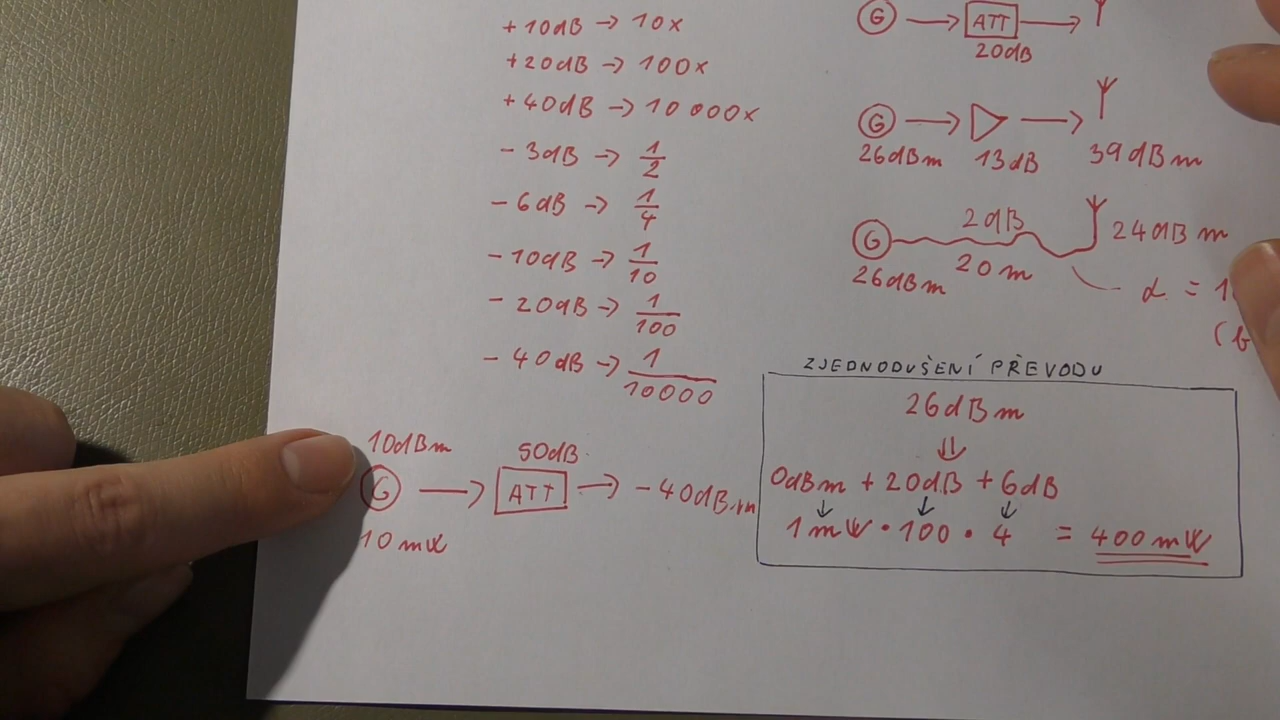 +10dB → 10x
+20dB → 100x
+40dB → 10 000x
-3dB → 1/2
-6dB → 1/4
-10dB → 1/10
-20dB → 1/100
-40dB → 1/10000
10dBm
50dB
G → ATT → -40dBm
10mW
G → ATT →
20dB
G → ▷ →
26dBm 13dB 39dBm
2dB
G 24dBm
20m
26dBm
α = 1
ZJEDNODUŠENÍ PŘEVODU
26dBm
⇓
0dBm + 20dB + 6dB
↓ ↓ ↓
1mW · 100 · 4 = 400mW